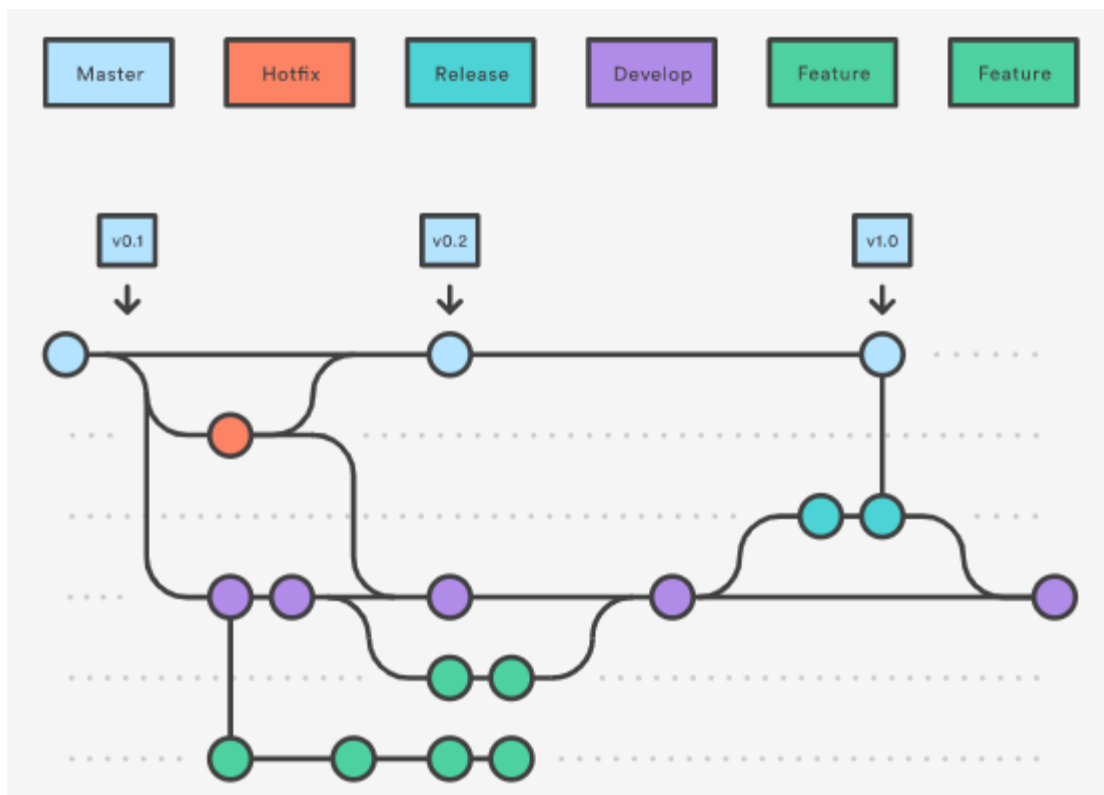 Master
Hotfix
Release
Develop
Feature
Feature
v0.1
v0.2
v1.0